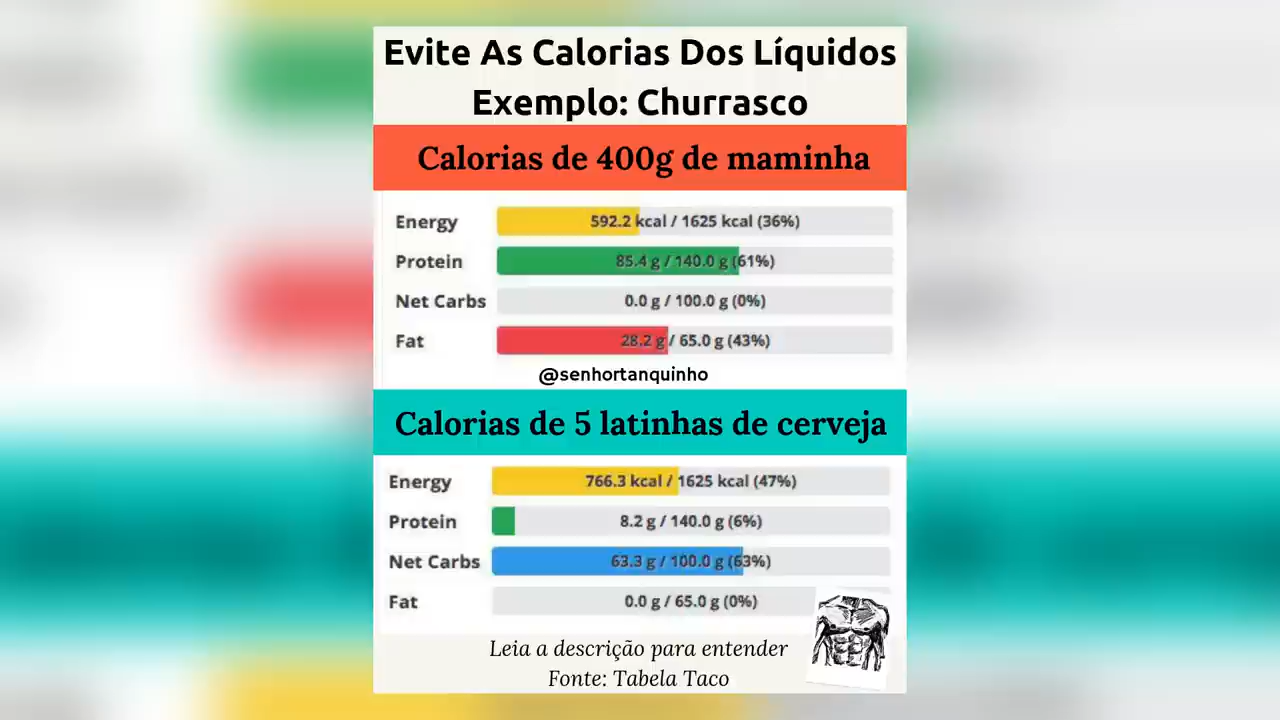 Evite As Calorias Dos Líquidos
Exemplo: Churrasco
Calorias de 400g de maminha
Energy 592.2 kcal / 1625 kcal (36%)
Protein 85.4 g / 140.0 g (61%)
Net Carbs 0.0 g / 100.0 g (0%)
Fat 28.2 g / 65.0 g (43%)
@senhortanquinho
Calorias de 5 latinhas de cerveja
Energy 766.3 kcal / 1625 kcal (47%)
Protein 8.2 g / 140.0 g (6%)
Net Carbs 63.3 g / 100.0 g (63%)
Fat 0.0 g / 65.0 g (0%)
Leia a descrição para entender
Fonte: Tabela Taco